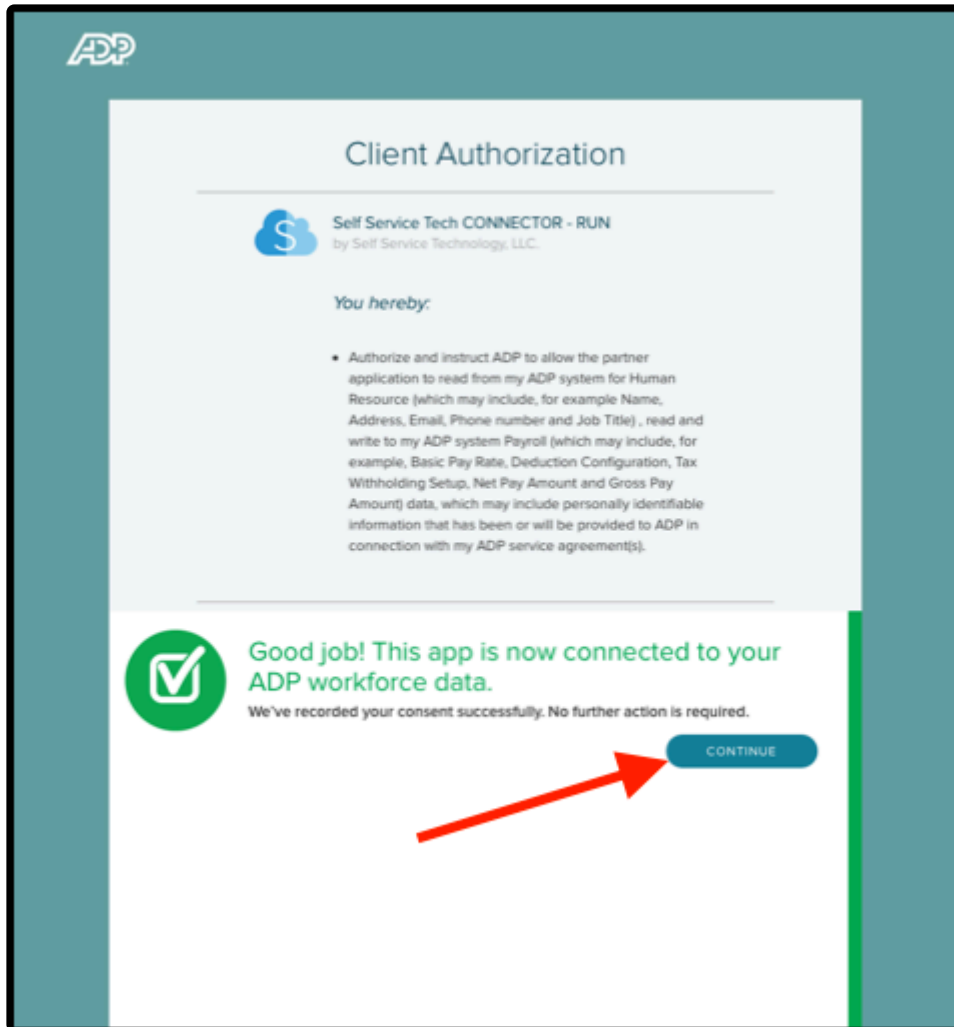 ADP
Client Authorization
S
Self Service Tech CONNECTOR - RUN
by Self Service Technology, LLC.
You hereby:
• Authorize and instruct ADP to allow the partner
application to read from my ADP system for Human
Resource (which may include, for example Name,
Address, Email, Phone number and Job Title) , read and
write to my ADP system Payroll (which may include, for
example, Basic Pay Rate, Deduction Configuration, Tax
Withholding Setup, Net Pay Amount and Gross Pay
Amount) data, which may include personally identifiable
information that has been or will be provided to ADP in
connection with my ADP service agreement(s).
Good job! This app is now connected to your
ADP workforce data.
We've recorded your consent successfully. No further action is required.
CONTINUE